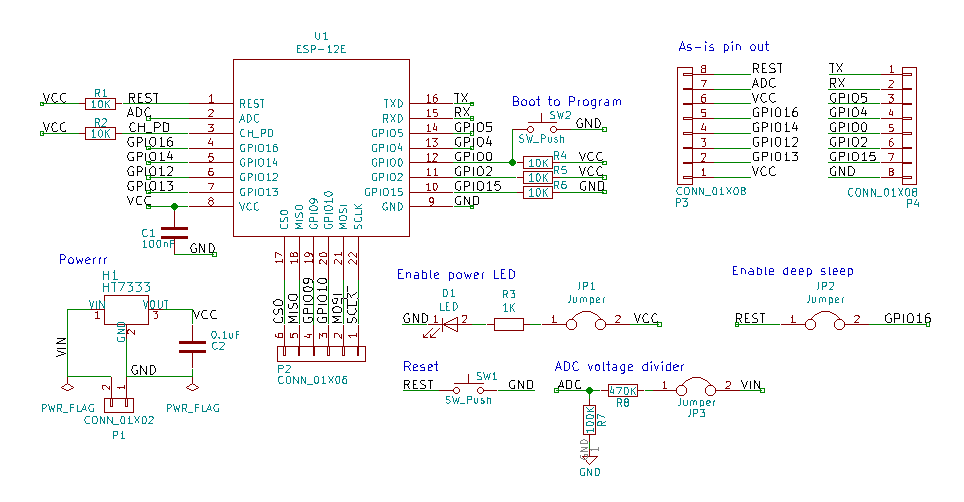 U1
ESP-12E
As-is pin out
VCC R1 10K REST 1 REST TXD 16 TX
ADC 2 ADC RXD 15 RX
VCC R2 10K CH_PD 3 CH_PD GPIO5 14 GPIO5
GPIO16 4 GPIO16 GPIO4 13 GPIO4
GPIO14 5 GPIO14 GPIO0 12 GPIO0 R4 10K VCC
GPIO12 6 GPIO12 GPIO2 11 GPIO2 R5 10K VCC
GPIO13 7 GPIO13 GPIO15 10 GPIO15 R6 10K GND
VCC 8 VCC GND 9 GND
Boot to Program
SW2
SW_Push
GND
C1
100nF
GND
CSO MISO GPIO9 GPIO10 MOSI SCLK
17 18 19 20 21 22
CSO MISO GPIO09 GPIO10 MOSI SCLK
6 5 4 3 2 1
P2
CONN_01X06
8 REST
7 ADC
6 VCC
5 GPIO16
4 GPIO14
3 GPIO12
2 GPIO13
1 VCC
CONN_01X08
P3
TX 1
RX 2
GPIO5 3
GPIO4 4
GPIO0 5
GPIO2 6
GPIO15 7
GND 8
CONN_01X08
P4
Powerrr
H1
HT7333
VIN VOUT
1 3
GND
2
VCC
0.1uF
C2
VIN
GND
2 1
PWR_FLAG
PWR_FLAG
CONN_01X02
P1
Enable power LED
D1
LED
R3
1K
JP1
Jumper
GND 1 2 1 2 VCC
Enable deep sleep
JP2
Jumper
REST 1 2 GPIO16
Reset
REST SW1 GND
SW_Push
ADC voltage divider
ADC 470K 1 2 VIN
R8
Jumper
JP3
100K
R7
GND
1
GND